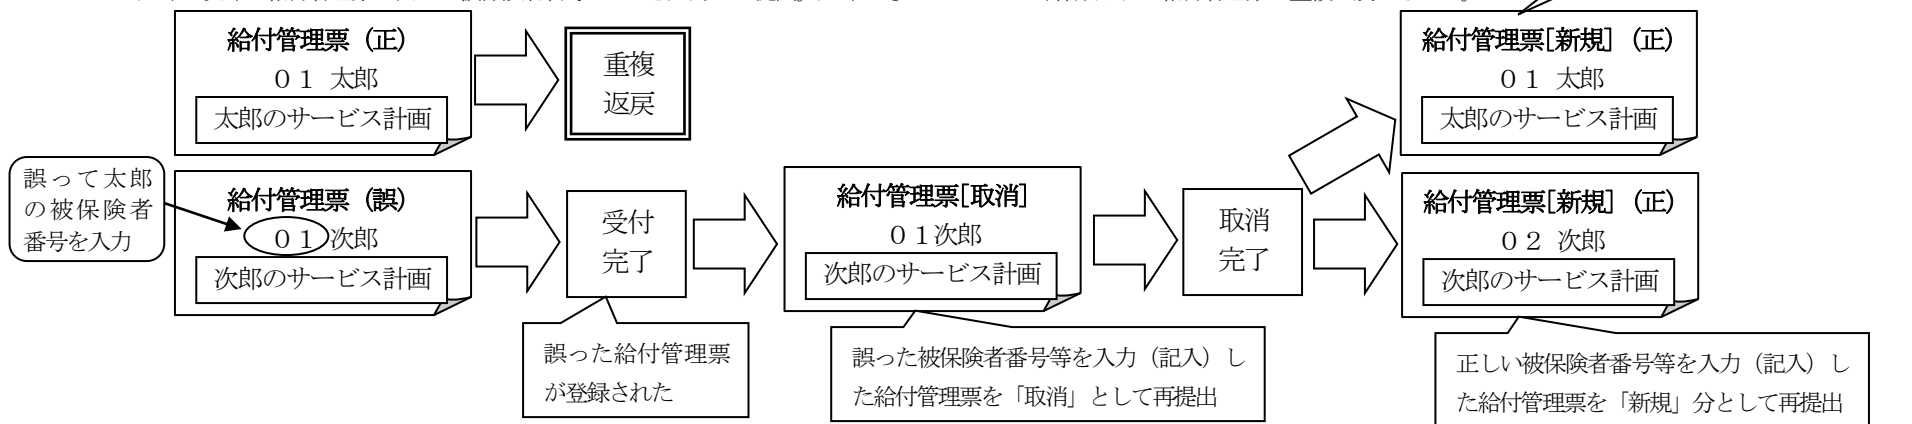 給付管理票（正）
０１ 太郎
太郎のサービス計画
重複
返戻
給付管理票[新規]（正）
０１ 太郎
太郎のサービス計画
誤って太郎
の被保険者
番号を入力
給付管理票（誤）
０１ 次郎
次郎のサービス計画
受付
完了
給付管理票[取消]
０１次郎
次郎のサービス計画
取消
完了
給付管理票[新規]（正）
０２ 次郎
次郎のサービス計画
誤った給付管理票
が登録された
誤った被保険者番号等を入力（記入）し
た給付管理票を「取消」として再提出
正しい被保険者番号等を入力（記入）し
た給付管理票を「新規」分として再提出